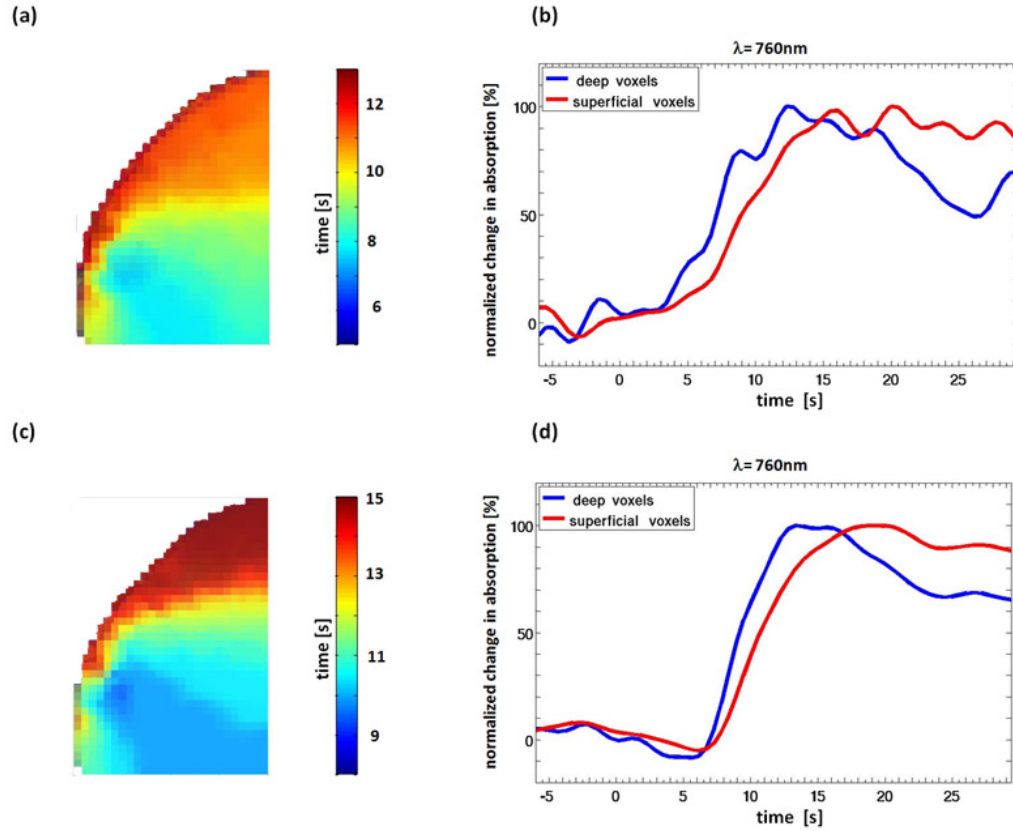 (a)
12
10
8
6
time [s]
(b)
λ= 760nm
deep voxels
superficial voxels
100
50
0
normalized change in absorption [%]
-5 0 5 10 15 20 25
time [s]
(c)
15
13
11
9
time [s]
(d)
λ= 760nm
deep voxels
superficial voxels
100
50
0
normalized change in absorption [%]
-5 0 5 10 15 20 25
time [s]